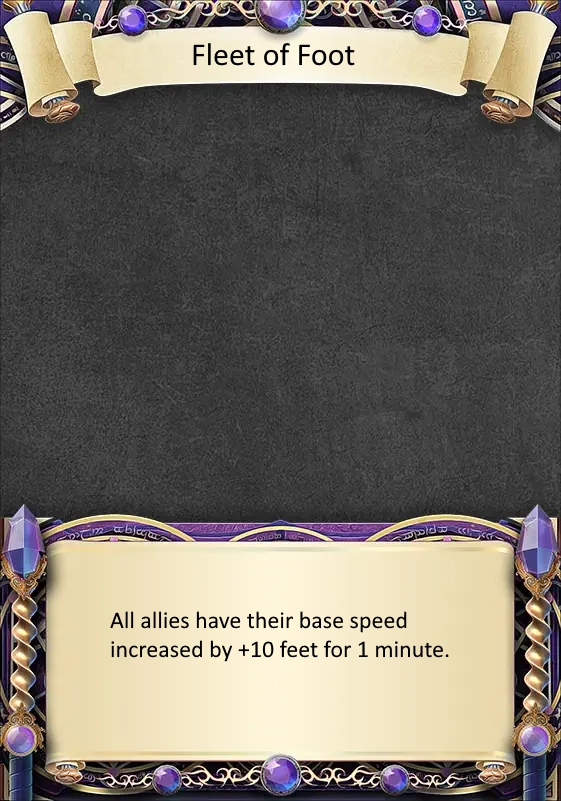 Fleet of Foot
All allies have their base speed
increased by +10 feet for 1 minute.